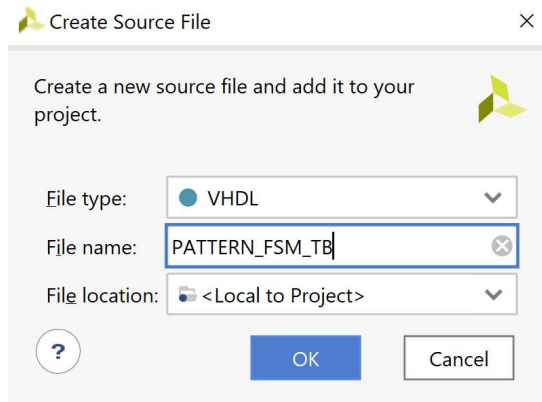 Create Source File
Create a new source file and add it to your
project.
File type: VHDL
File name: PATTERN_FSM_TB
File location: <Local to Project>
? OK Cancel